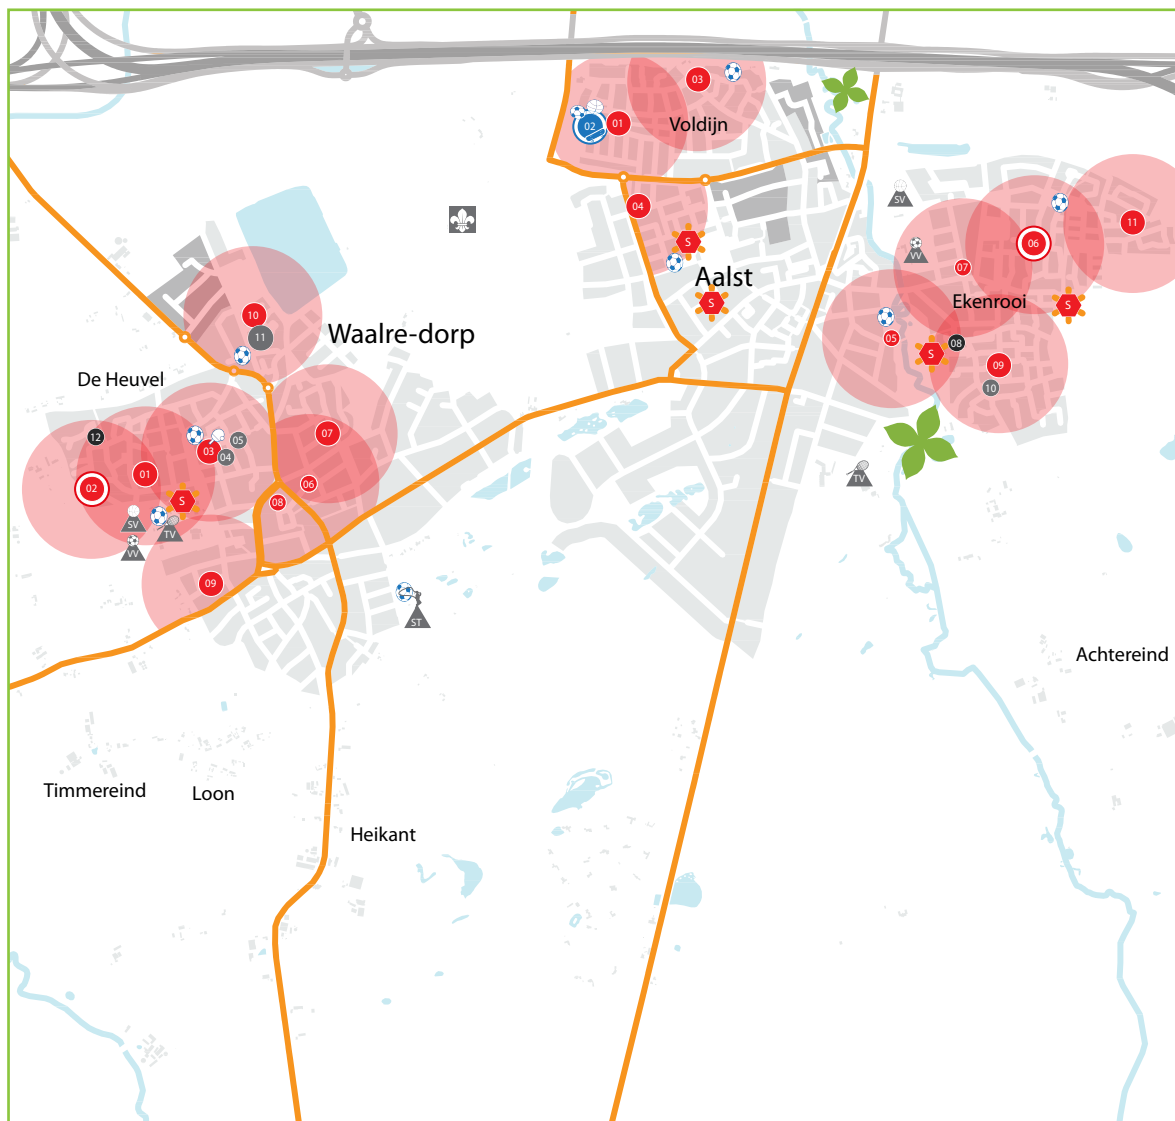 03
02
01
Voldijn
SV
04
11
06
S
VV
07
Aalst
Ekenrooi
S
S
10
05
11
Waalre-dorp
S
08
09
De Heuvel
10
12
07
05
03
04
01
TV
06
02
S
08
SV
TV
VV
09
ST
Achtereind
Timmereind
Loon
Heikant